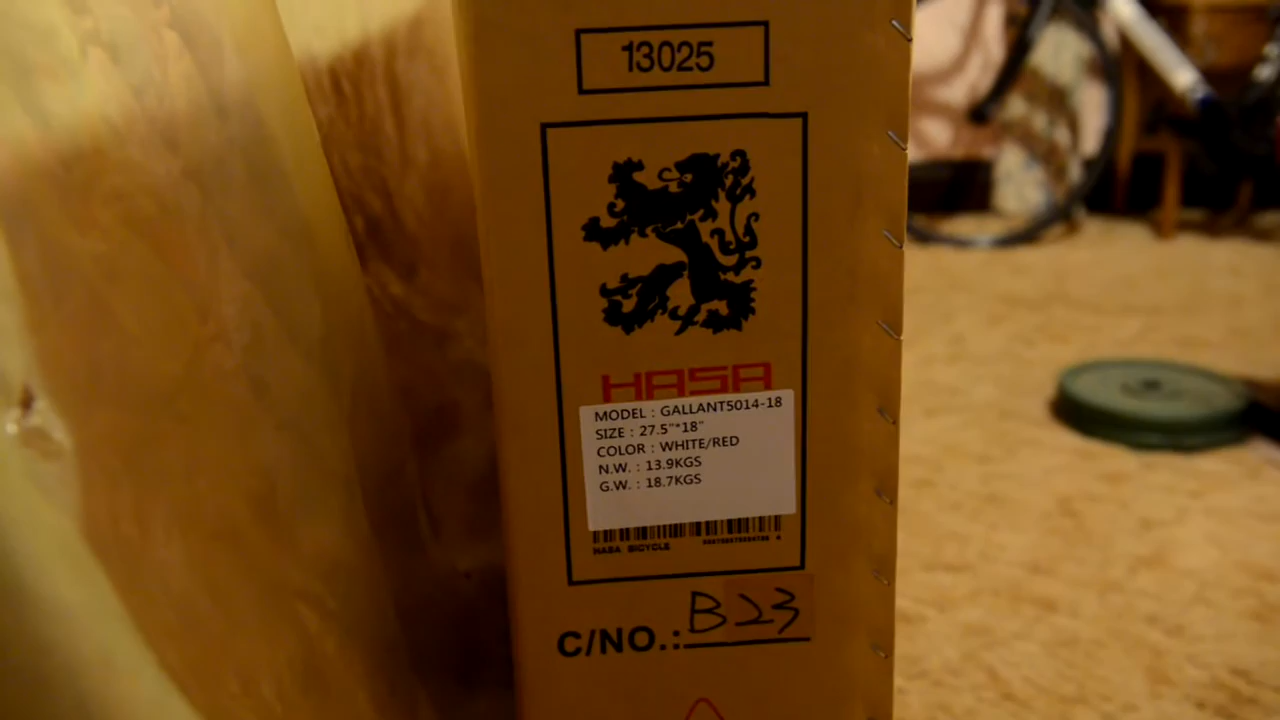 13025
HASA
MODEL : GALLANT5014-18
SIZE : 27.5"*18"
COLOR : WHITE/RED
N.W. : 13.9KGS
G.W. : 18.7KGS
HASA BICYCLE
C/NO.: B23